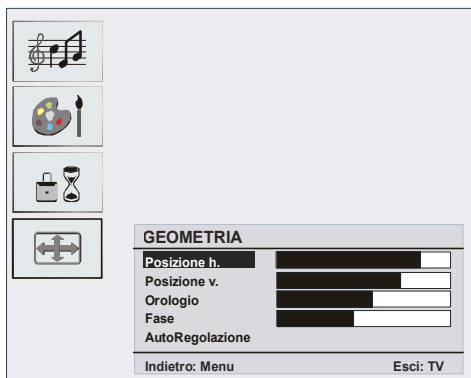 GEOMETRIA
Posizione h.
Posizione v.
Orologio
Fase
AutoRegolazione
Indietro: Menu Esci: TV